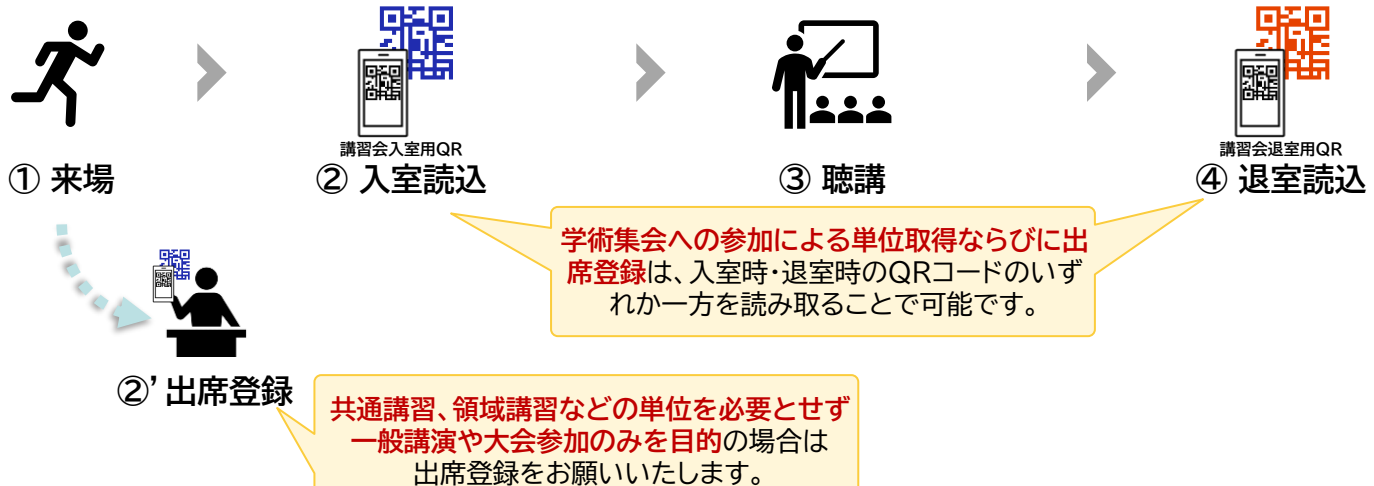 講習会入室用QR
講習会退室用QR
① 来場
② 入室読込
③ 聴講
④ 退室読込
学術集会への参加による単位取得ならびに出
席登録は、入室時・退室時のQRコードのいず
れか一方を読み取ることで可能です。
②’ 出席登録
共通講習、領域講習などの単位を必要とせず
一般講演や大会参加のみを目的の場合は
出席登録をお願いいたします。